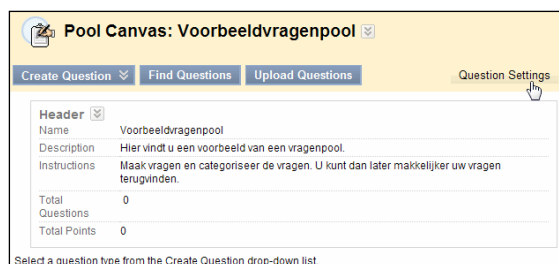 Pool Canvas: Voorbeeldvragenpool
Create Question Find Questions Upload Questions Question Settings
Header
Name Voorbeeldvragenpool
Description Hier vindt u een voorbeeld van een vragenpool.
Instructions Maak vragen en categoriseer de vragen. U kunt dan later makkelijker uw vragen
terugvinden.
Total 0
Questions
Total Points 0
Select a question type from the Create Question drop-down list